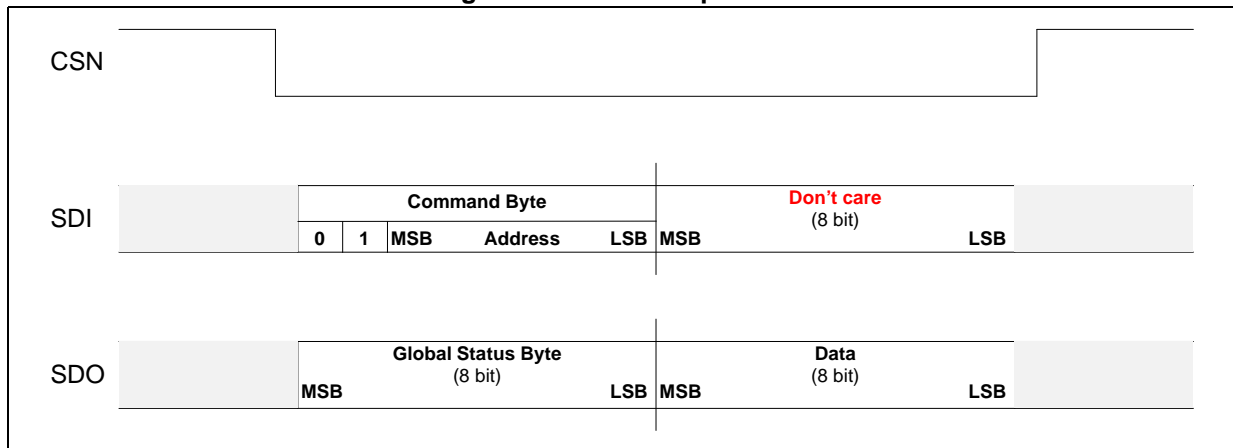 CSN
SDI
Command Byte
0 1 MSB Address LSB
Don't care
(8 bit)
MSB LSB
SDO
Global Status Byte
(8 bit)
MSB LSB
Data
(8 bit)
MSB LSB